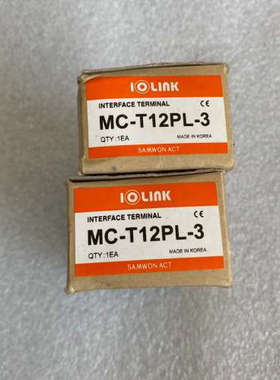 IOLINK
INTERFACE TERMINAL CE
MC-T12PL-3
QTY :1EA MADE IN KOREA
SAMWON ACT
IOLINK
INTERFACE TERMINAL CE
MC-T12PL-3
QTY :1EA MADE IN KOREA
SAMWON ACT